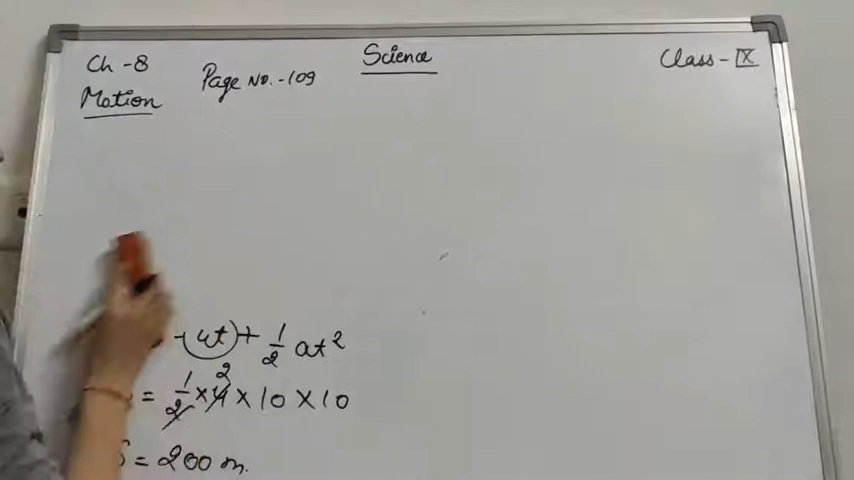 Ch - 8 Science Class - IX
Motion Page No. - 109
(ut) + 1/2 at²
= 1/2 × 4 2 × 10 × 10
S = 200 m.